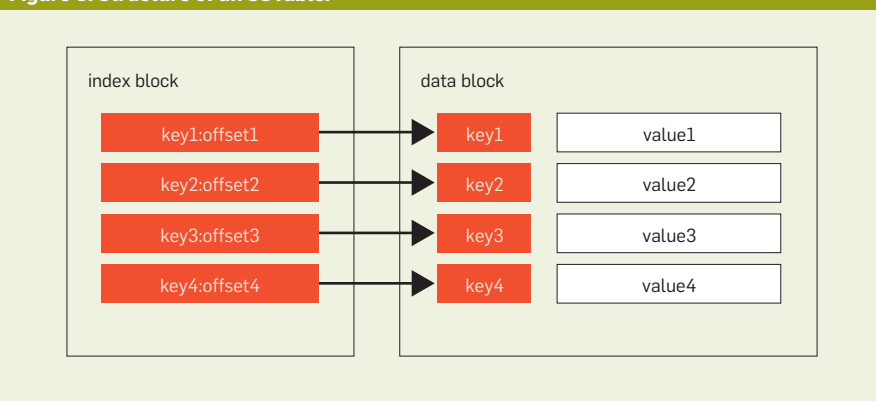 index block
data block
key1:offset1
key1
value1
key2:offset2
key2
value2
key3:offset3
key3
value3
key4:offset4
key4
value4